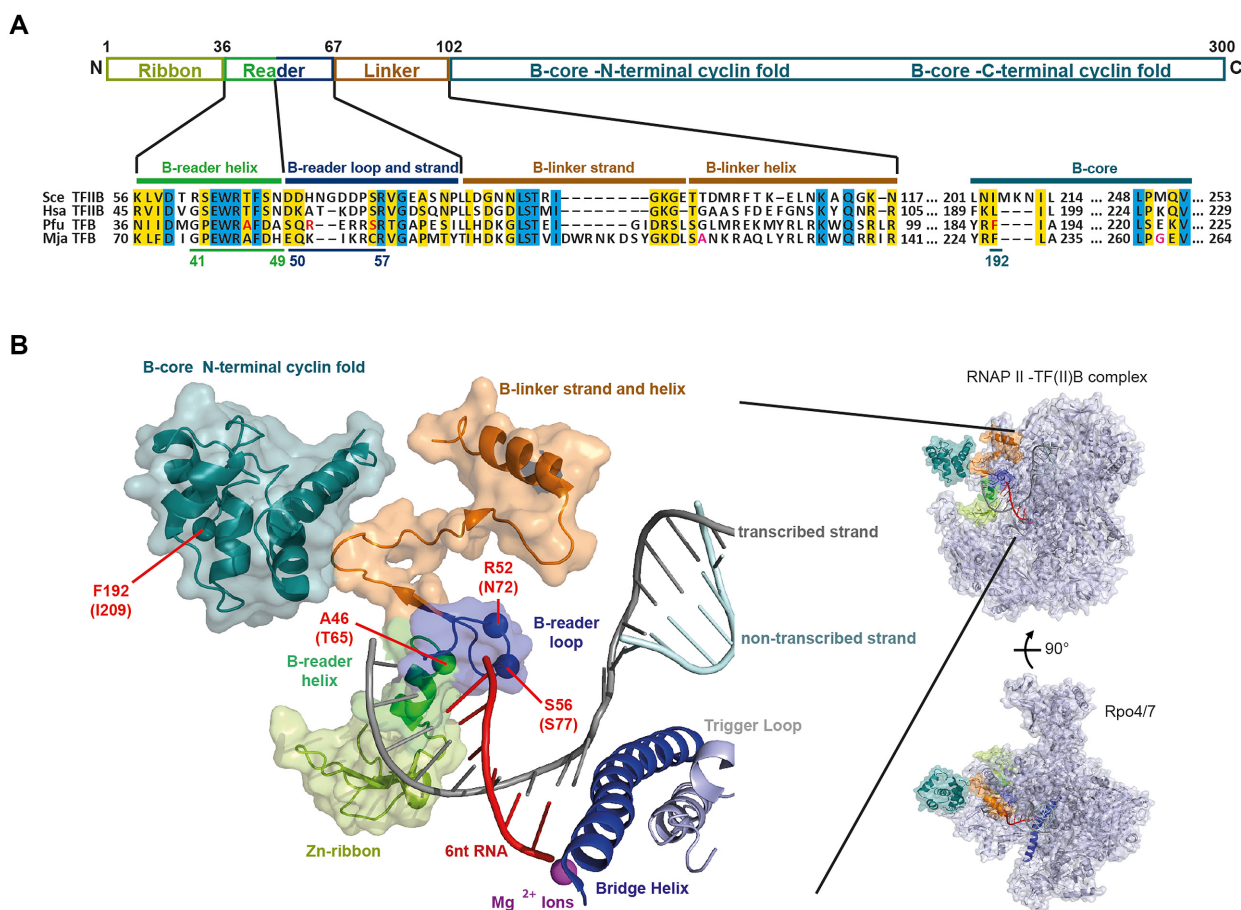 A
1 36 67 102 300
N Ribbon Reader Linker B-core -N-terminal cyclin fold B-core -C-terminal cyclin fold C
B-reader helix B-reader loop and strand B-linker strand B-linker helix B-core
Sce TFIIB 56 KLVDTRSEWRTFSNDDHNGDDPSRVGEASNPLLDGNNLSTRI–––––––––GKGETTDMRFTK–ELNKAQGK–N 117 ... 201 LNIMKNIL 214 ... 248 LPMQV ... 253
Hsa TFIIB 45 RVIDVGSEWRTFSNDKAT–KDPSRVGDSQNPLLSDGDLSTMI–––––––––GKG–TGAASFDEFGNSKYQNRR–R 105 ... 189 FKI–––IL 199 ... 224 LPKQV ... 229
Pfu TFB 36 NIIDMGPEWRAFDASQR–ERRSRTGAPESILLHDKGLSTEI–––––––––GIDRSLSGLMREKMYRLRKWQSRLR 99 ... 184 YRF–––LA 194 ... 220 LSEKV ... 225
Mja TFB 70 KLFDIGPEWRAFDHEQK–IKRCRVGAPMTYTIHDKGLSTVIDWRNKDSYGKDLSANKRAQLYRLRKWQRRIR 141 ... 224 YRF–––LA 235 ... 260 LPGEV ... 264
41 49 50 57 192
B
B-core N-terminal cyclin fold
B-linker strand and helix
RNAP II -TF(II)B complex
transcribed strand
F192
(I209)
R52
(N72)
A46
(T65)
B-reader
loop
non-transcribed strand
B-reader
helix
90°
S56
(S77)
Rpo4/7
Trigger Loop
Zn-ribbon
6nt RNA
Bridge Helix
Mg 2+ Ions